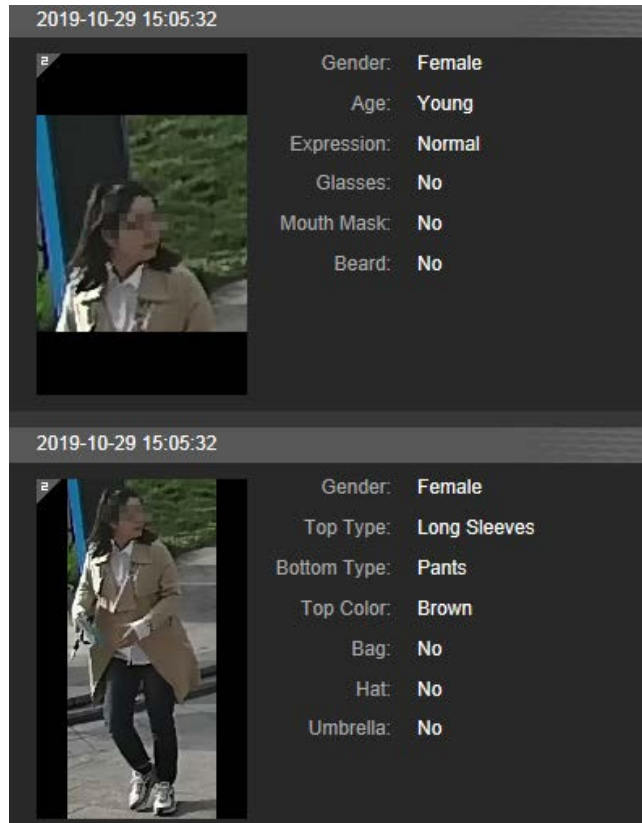 2019-10-29 15:05:32
2
Gender: Female
Age: Young
Expression: Normal
Glasses: No
Mouth Mask: No
Beard: No
2019-10-29 15:05:32
2
Gender: Female
Top Type: Long Sleeves
Bottom Type: Pants
Top Color: Brown
Bag: No
Hat: No
Umbrella: No